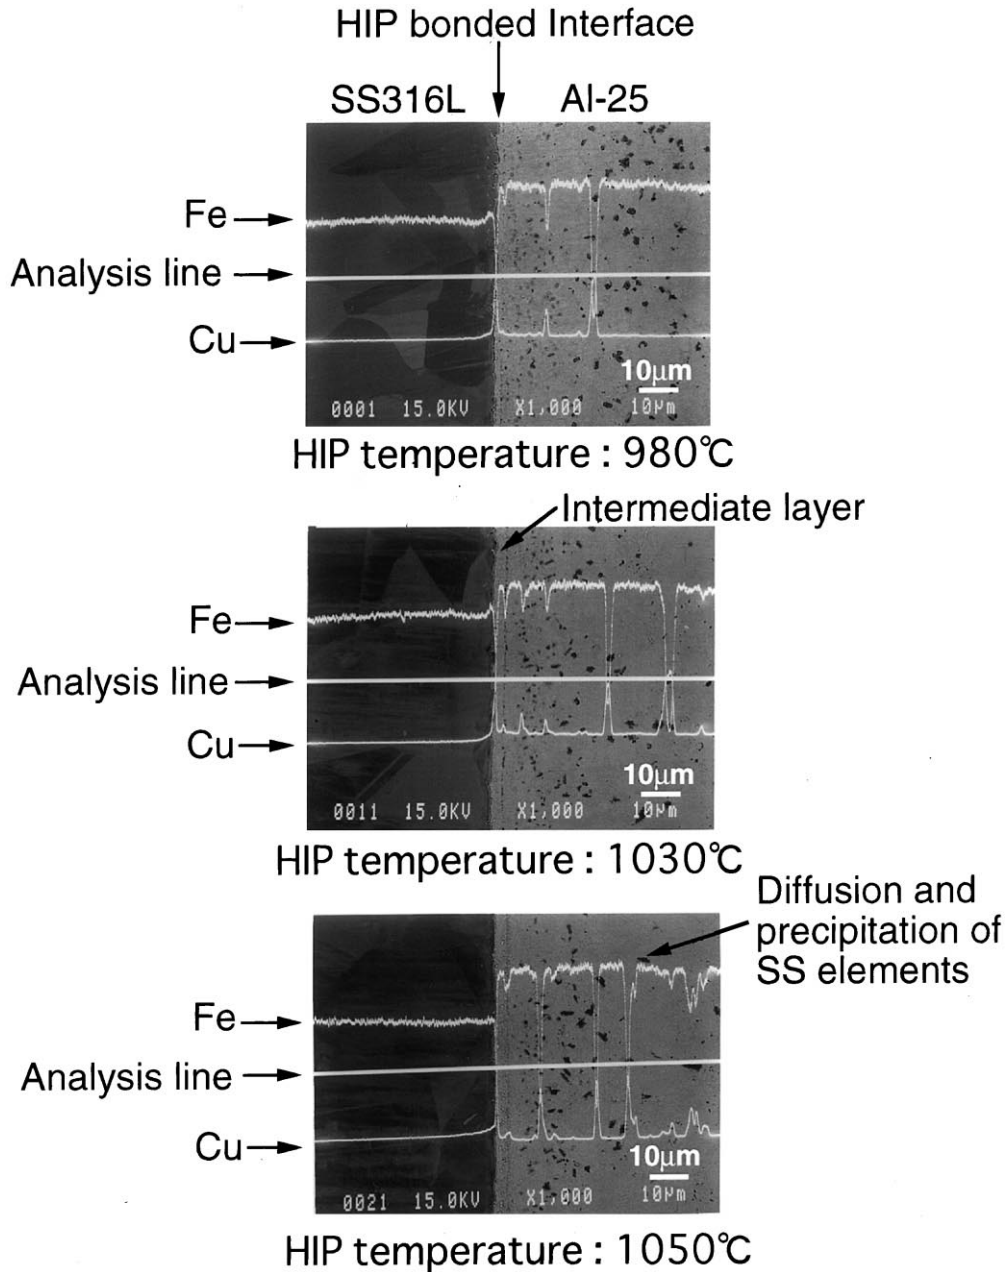 HIP bonded Interface
SS316L
Al-25
Fe
Analysis line
Cu
10μm
0001 15.0KV X1,000 10μm
HIP temperature : 980℃
Intermediate layer
Fe
Analysis line
Cu
10μm
0011 15.0KV X1,000 10μm
HIP temperature : 1030℃
Diffusion and
precipitation of
SS elements
Fe
Analysis line
Cu
10μm
0021 15.0KV X1,000 10μm
HIP temperature : 1050℃